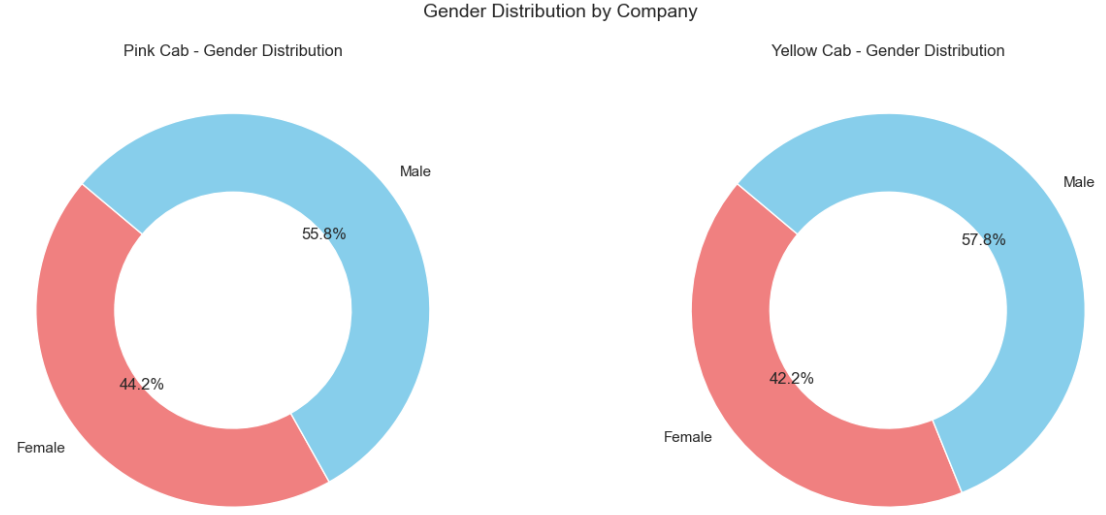 Gender Distribution by Company
Pink Cab - Gender Distribution
Male
55.8%
44.2%
Female
Yellow Cab - Gender Distribution
Male
57.8%
42.2%
Female